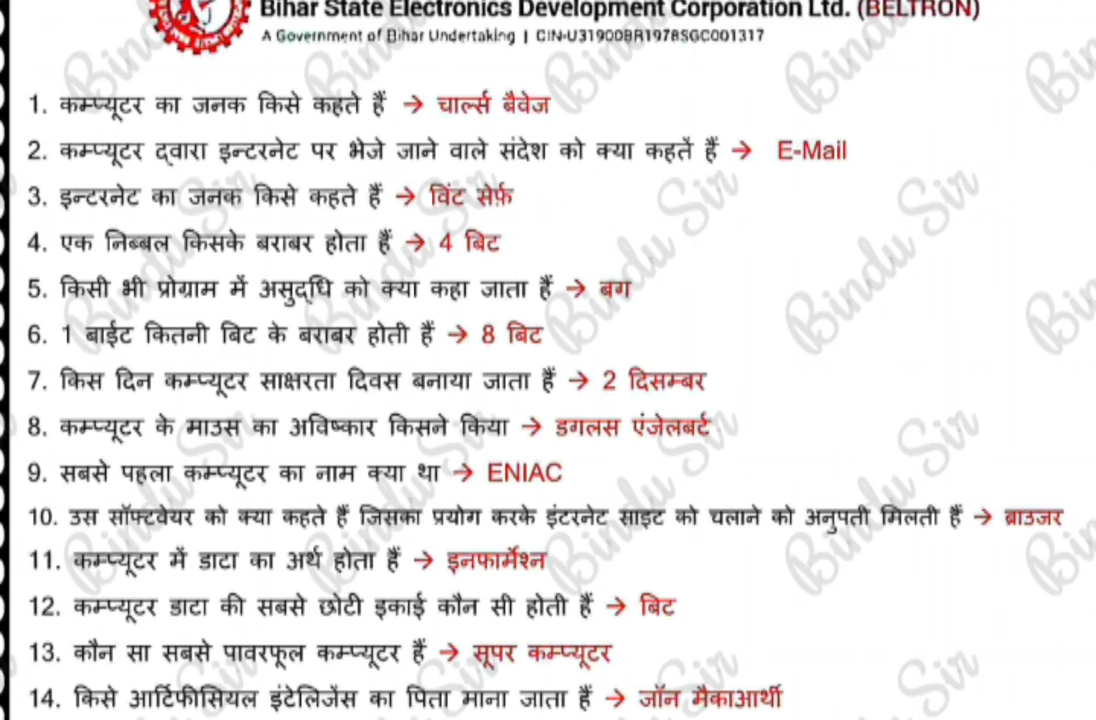 Bihar State Electronics Development Corporation Ltd. (BELTRON)
A Government of Bihar Undertaking | CIN-U31900BR1978SGC001317
1. कम्प्यूटर का जनक किसे कहते हैं → चार्ल्स बैवेज
2. कम्प्यूटर द्वारा इन्टरनेट पर भेजे जाने वाले संदेश को क्या कहतें हैं → E-Mail
3. इन्टरनेट का जनक किसे कहते हैं → विंट सेर्फ़
4. एक निब्बल किसके बराबर होता हैं → 4 बिट
5. किसी भी प्रोग्राम में असुद्धि को क्या कहा जाता हैं → बग
6. 1 बाईट कितनी बिट के बराबर होती हैं → 8 बिट
7. किस दिन कम्प्यूटर साक्षरता दिवस बनाया जाता हैं → 2 दिसम्बर
8. कम्प्यूटर के माउस का अविष्कार किसने किया → डगलस एंजेलबर्ट
9. सबसे पहला कम्प्यूटर का नाम क्या था → ENIAC
10. उस सॉफ्टवेयर को क्या कहते हैं जिसका प्रयोग करके इंटरनेट साइट को चलाने को अनुपती मिलती हैं → ब्राउजर
11. कम्प्यूटर में डाटा का अर्थ होता हैं → इनफार्मेश्न
12. कम्प्यूटर डाटा की सबसे छोटी इकाई कौन सी होती हैं → बिट
13. कौन सा सबसे पावरफूल कम्प्यूटर हैं → सूपर कम्प्यूटर
14. किसे आर्टिफीसियल इंटेलिजेंस का पिता माना जाता हैं → जॉन मैकाआर्थी
Bindu Sir